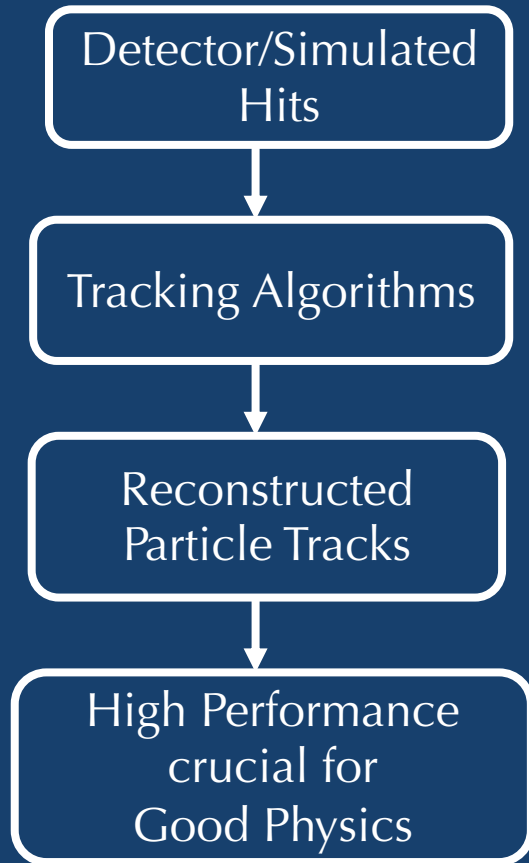 Detector/Simulated
Hits
Tracking Algorithms
Reconstructed
Particle Tracks
High Performance
crucial for
Good Physics